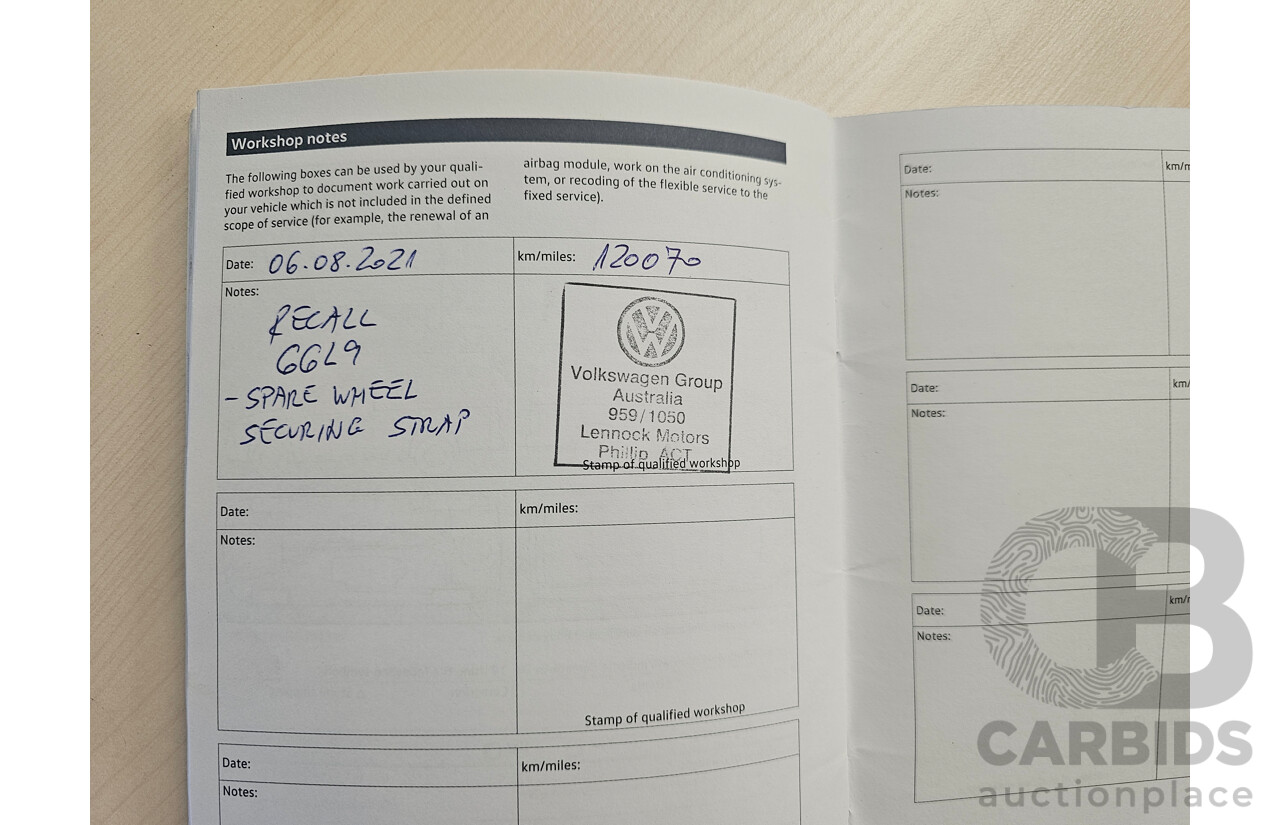 Workshop notes
The following boxes can be used by your quali-
fied workshop to document work carried out on
your vehicle which is not included in the defined
scope of service (for example, the renewal of an
airbag module, work on the air conditioning sys-
tem, or recoding of the flexible service to the
fixed service).
Date: 06.08.2021
km/miles: 120070
Notes:
RECALL
66L9
- SPARE WHEEL
SECURING STRAP
VW
Volkswagen Group
Australia
959/1050
Lennock Motors
Phillip ACT
Stamp of qualified workshop
Date:
km/miles:
Notes:
Stamp of qualified workshop
Date:
km/miles:
Notes:
Date:
km/m
Notes:
Date:
km/
Notes:
Date:
km/m
Notes:
CB
CARBIDS
auctionplace